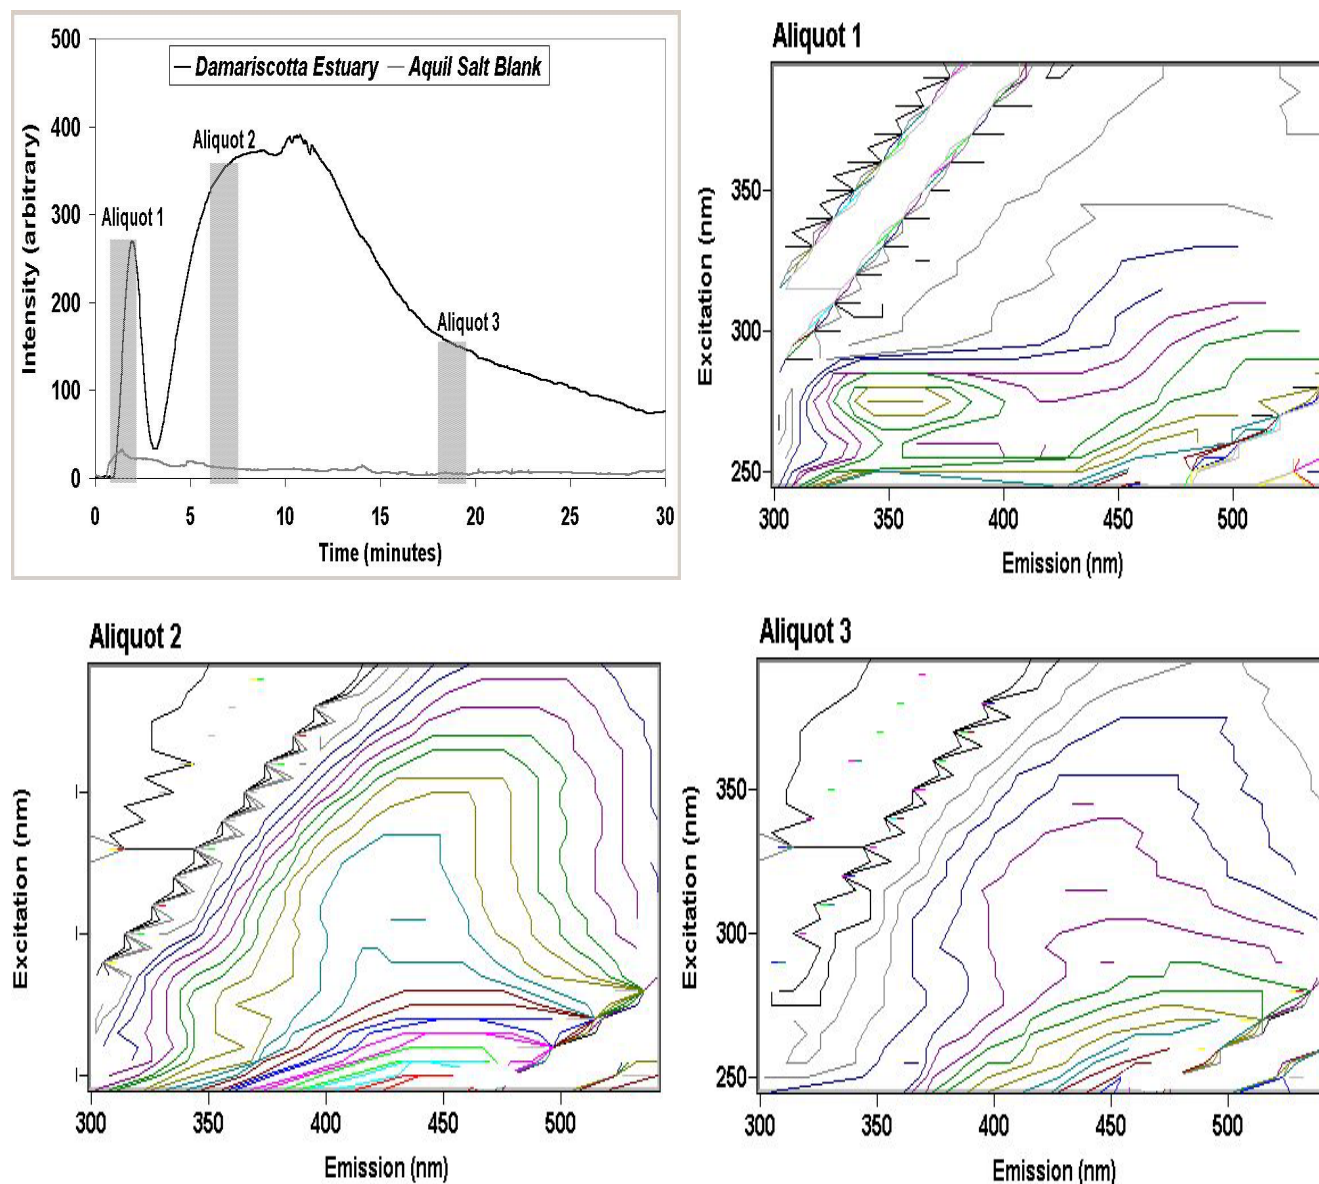 500
400
300
200
100
0
Intensity (arbitrary)
Damariscotta Estuary
Aquil Salt Blank
Aliquot 1
Aliquot 2
Aliquot 3
0 5 10 15 20 25 30
Time (minutes)
Aliquot 1
Excitation (nm)
350
300
250
300 350 400 450 500
Emission (nm)
Aliquot 2
Excitation (nm)
300 350 400 450 500
Emission (nm)
Aliquot 3
Excitation (nm)
350
300
250
300 350 400 450 500
Emission (nm)